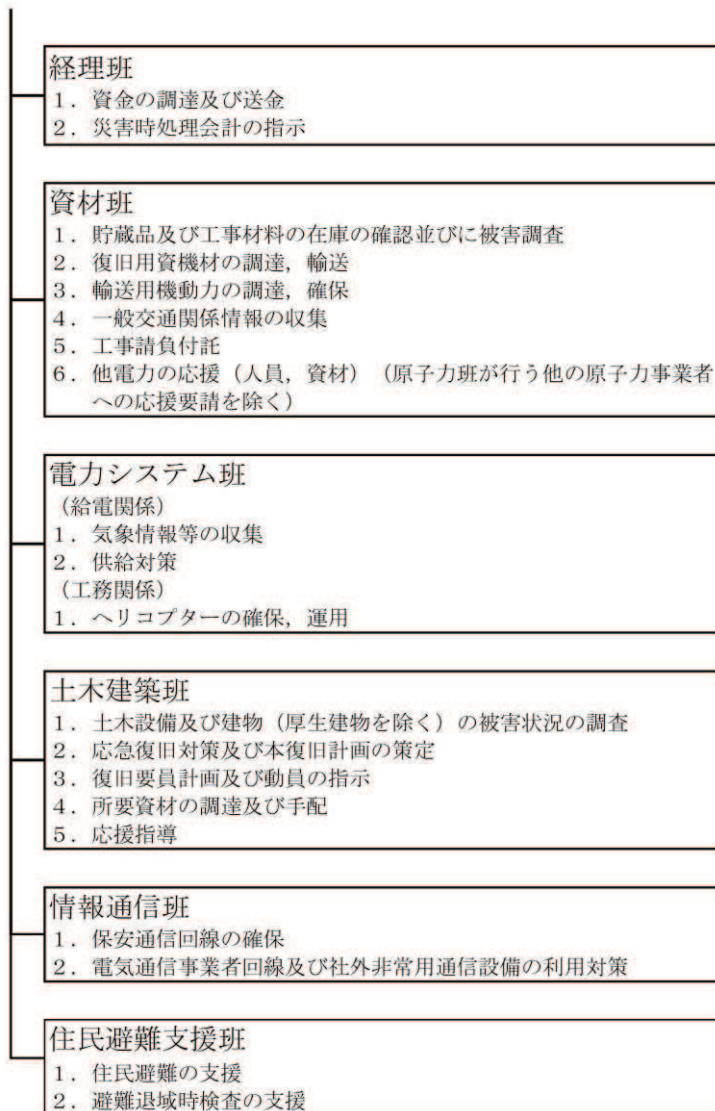 経理班
１．資金の調達及び送金
２．災害時処理会計の指示
資材班
１．貯蔵品及び工事材料の在庫の確認並びに被害調査
２．復旧用資機材の調達，輸送
３．輸送用機動力の調達，確保
４．一般交通関係情報の収集
５．工事請負付託
６．他電力の応援（人員，資材）（原子力班が行う他の原子力事業者
への応援要請を除く）
電力システム班
（給電関係）
１．気象情報等の収集
２．供給対策
（工務関係）
１．ヘリコプターの確保，運用
土木建築班
１．土木設備及び建物（厚生建物を除く）の被害状況の調査
２．応急復旧対策及び本復旧計画の策定
３．復旧要員計画及び動員の指示
４．所要資材の調達及び手配
５．応援指導
情報通信班
１．保安通信回線の確保
２．電気通信事業者回線及び社外非常用通信設備の利用対策
住民避難支援班
１．住民避難の支援
２．避難退域時検査の支援